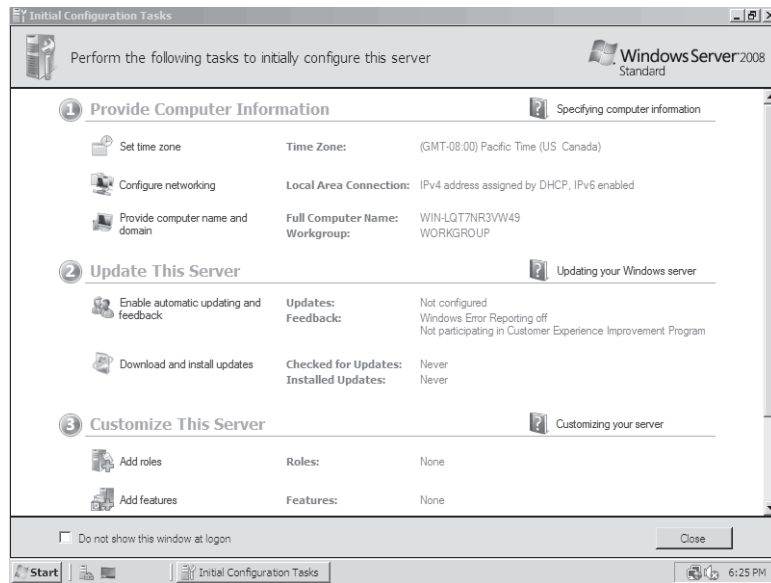 Initial Configuration Tasks
Perform the following tasks to initially configure this server
Windows Server 2008
Standard
1 Provide Computer Information
Specifying computer information
Set time zone
Time Zone: (GMT-08:00) Pacific Time (US Canada)
Configure networking
Local Area Connection: IPv4 address assigned by DHCP, IPv6 enabled
Provide computer name and domain
Full Computer Name: WIN-LQT7NR3VW49
Workgroup: WORKGROUP
2 Update This Server
Updating your Windows server
Enable automatic updating and feedback
Updates: Not configured
Feedback: Windows Error Reporting off
Not participating in Customer Experience Improvement Program
Download and install updates
Checked for Updates: Never
Installed Updates: Never
3 Customize This Server
Customizing your server
Add roles
Roles: None
Add features
Features: None
Do not show this window at logon
Close
Start
Initial Configuration Tasks
6:25 PM